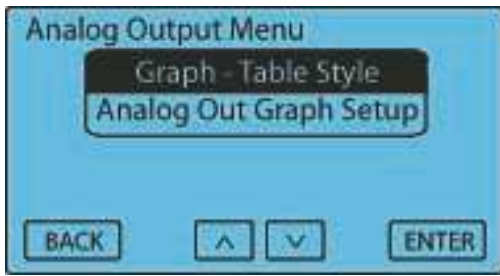 Analog Output Menu
Graph - Table Style
Analog Out Graph Setup
BACK
ENTER